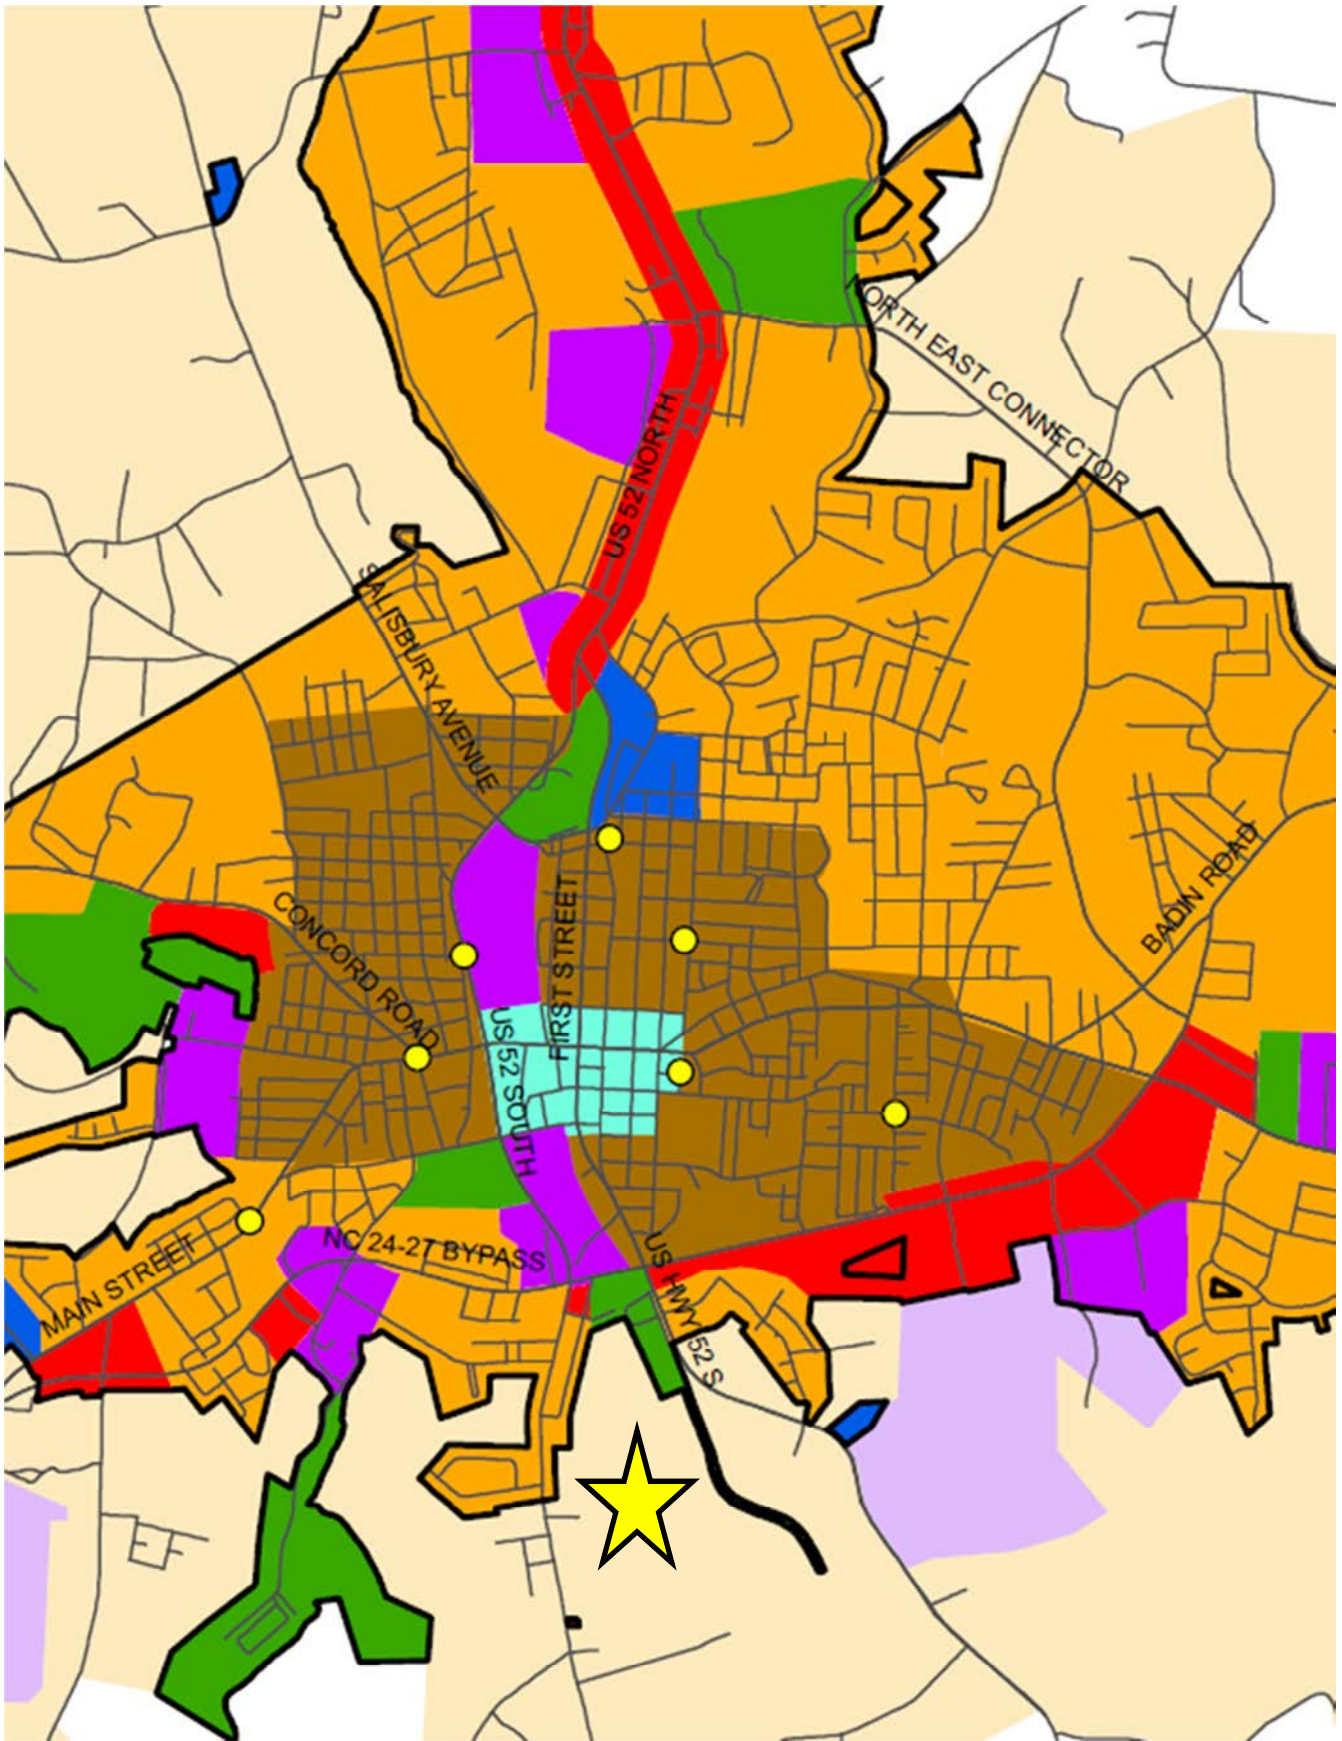 NORTH EAST CONNECTOR
US 52 NORTH
SALISBURY AVENUE
BADIN ROAD
CONCORD ROAD
FIRST STREET
US 52 SOUTH
NC 24-27 BYPASS
MAIN STREET
US HWY 52 S